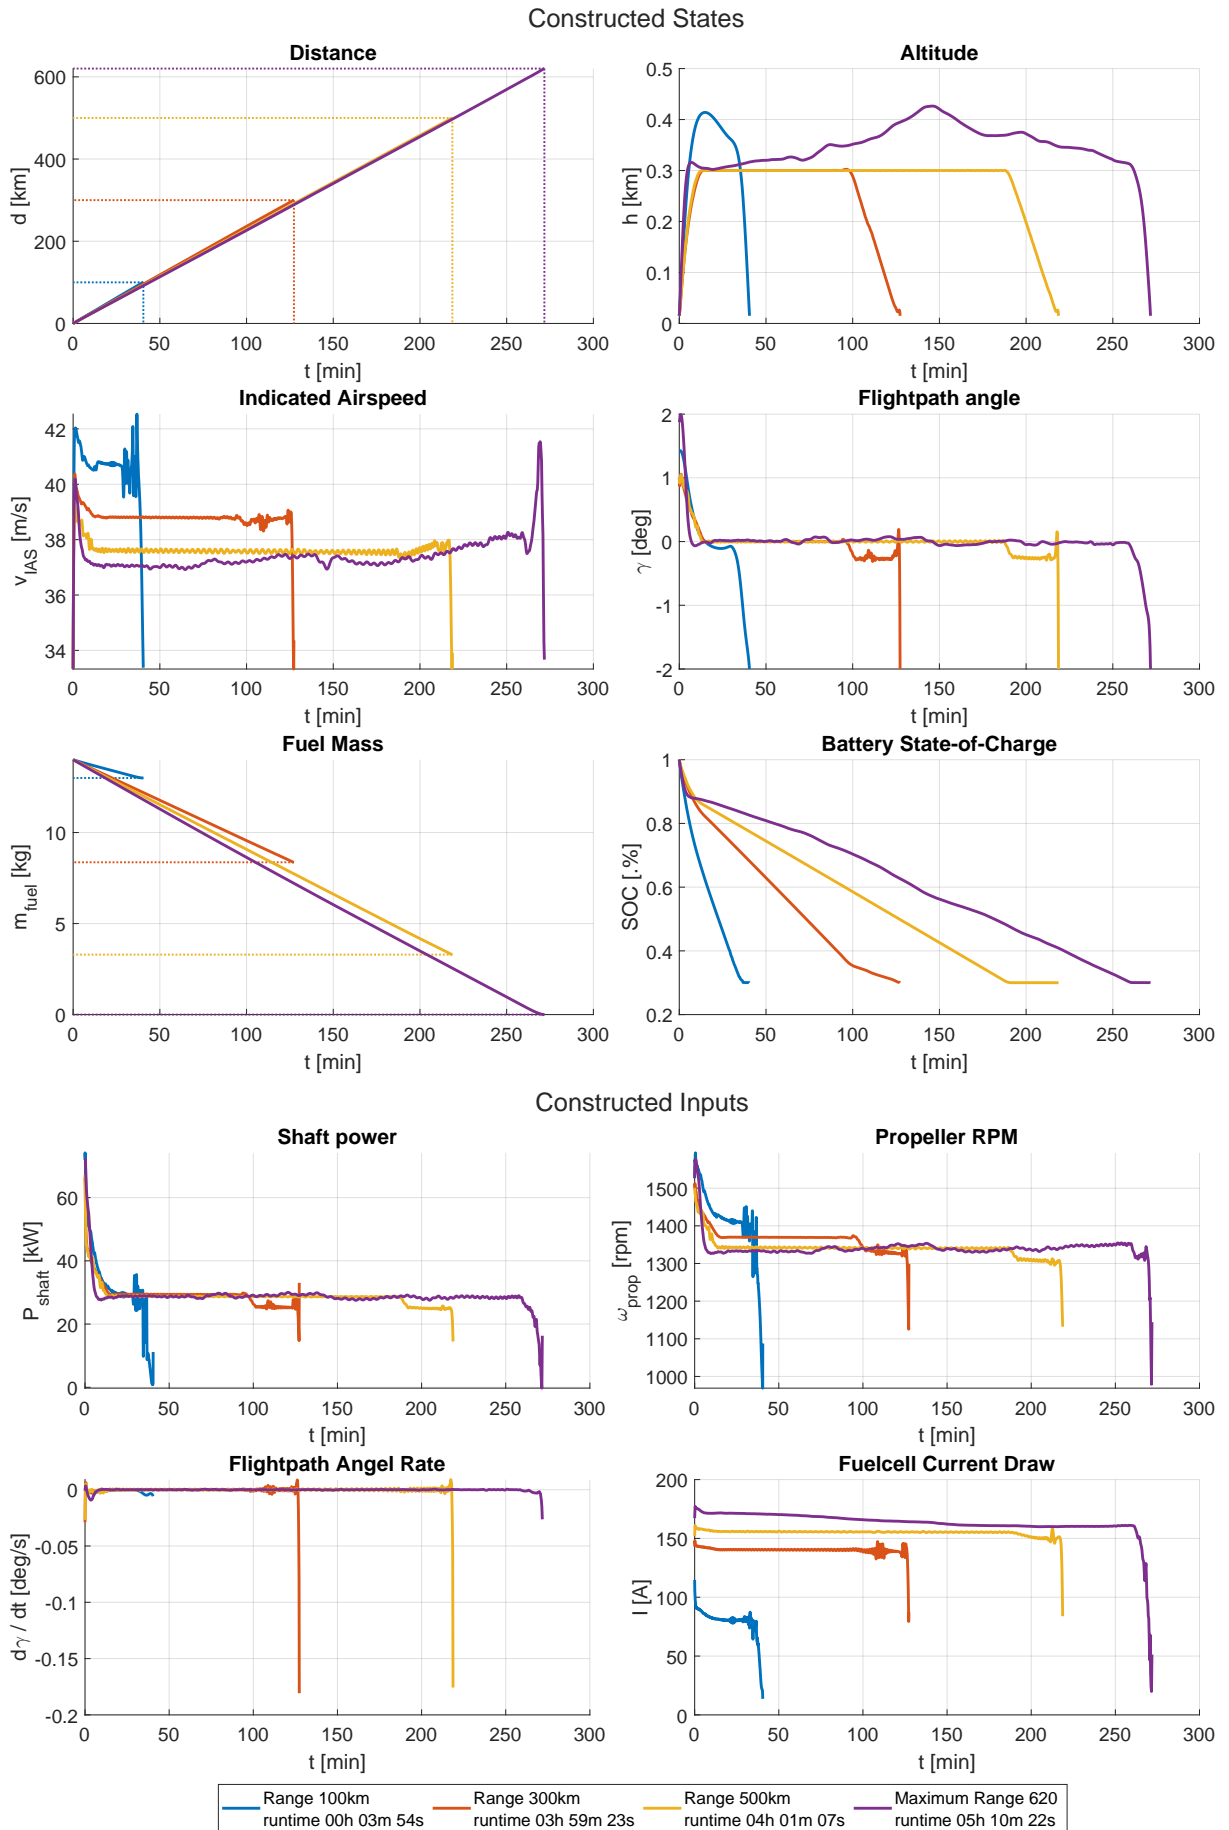 Constructed States
Distance
600
400
200
0
d [km]
0 50 100 150 200 250 300
t [min]
Altitude
0.5
0.4
0.3
0.2
0.1
0
h [km]
0 50 100 150 200 250 300
t [min]
Indicated Airspeed
42
40
38
36
34
v_IAS [m/s]
0 50 100 150 200 250 300
t [min]
Flightpath angle
2
1
0
-1
-2
γ [deg]
0 50 100 150 200 250 300
t [min]
Fuel Mass
10
5
0
m_fuel [kg]
0 50 100 150 200 250 300
t [min]
Battery State-of-Charge
1
0.8
0.6
0.4
0.2
SOC [.%]
0 50 100 150 200 250 300
t [min]
Constructed Inputs
Shaft power
60
40
20
0
P_shaft [kW]
0 50 100 150 200 250 300
t [min]
Propeller RPM
1500
1400
1300
1200
1100
1000
ω_prop [rpm]
0 50 100 150 200 250 300
t [min]
Flightpath Angel Rate
0
-0.05
-0.1
-0.15
-0.2
dγ / dt [deg/s]
0 50 100 150 200 250 300
t [min]
Fuelcell Current Draw
200
150
100
50
0
I [A]
0 50 100 150 200 250 300
t [min]
Range 100km
runtime 00h 03m 54s
Range 300km
runtime 03h 59m 23s
Range 500km
runtime 04h 01m 07s
Maximum Range 620
runtime 05h 10m 22s